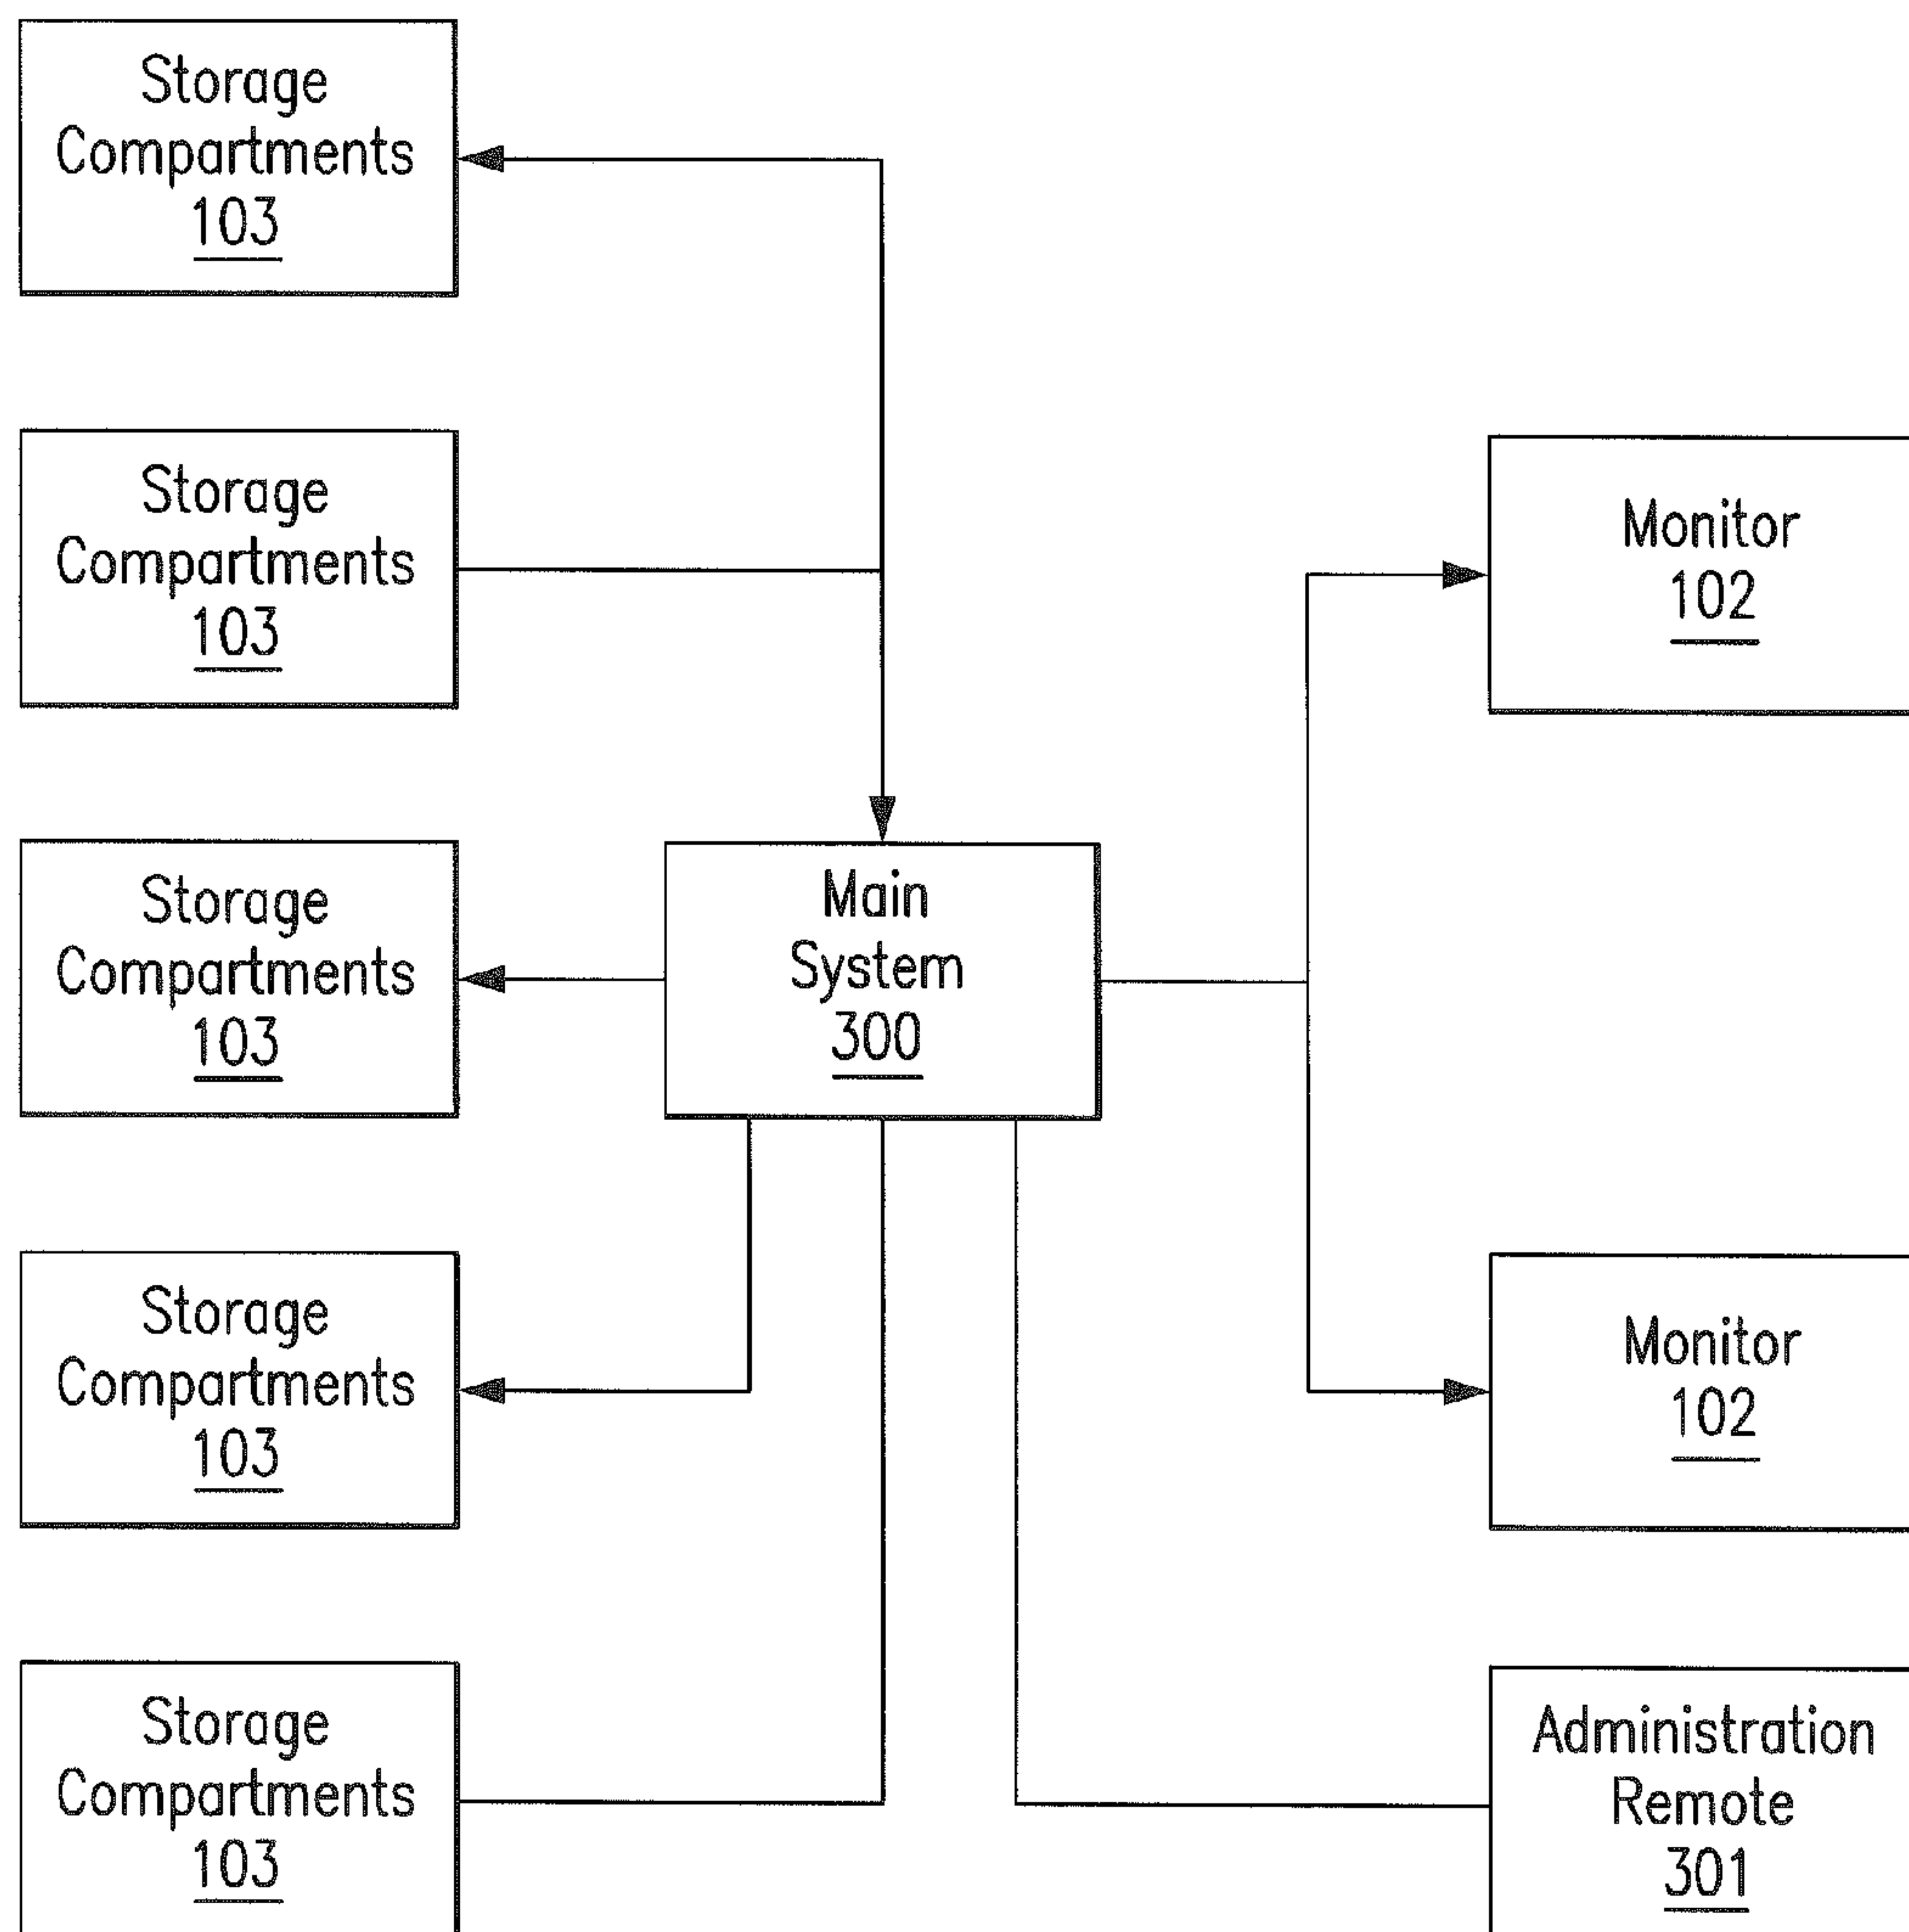 Storage
Compartments
103
Storage
Compartments
103
Monitor
102
Storage
Compartments
103
Main
System
300
Storage
Compartments
103
Monitor
102
Storage
Compartments
103
Administration
Remote
301